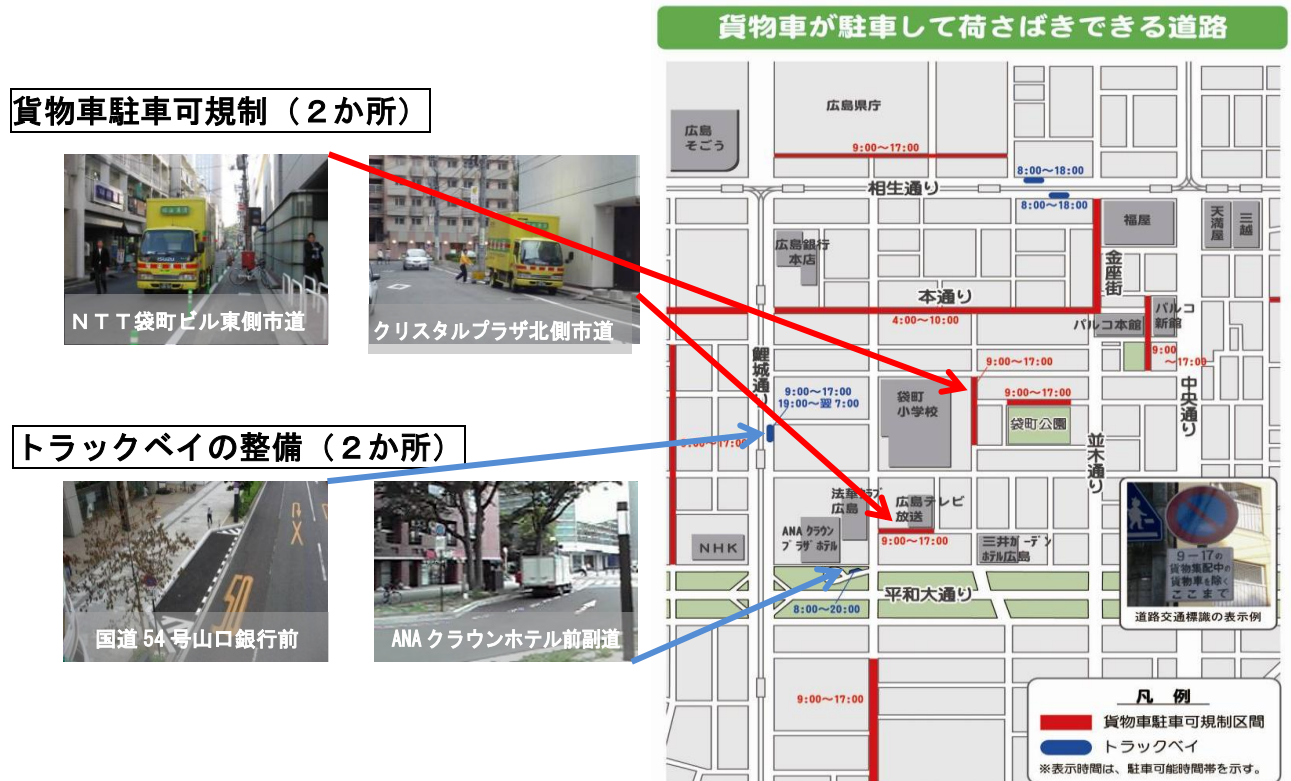 貨物車が駐車して荷さばきできる道路
貨物車駐車可規制（２か所）
ＮＴＴ袋町ビル東側市道
クリスタルプラザ北側市道
トラックベイの整備（２か所）
国道54号山口銀行前
ANAクラウンホテル前副道
広島県庁
広島
そごう
9:00～17:00
8:00～18:00
相生通り
8:00～18:00
福屋
天満屋
三越
広島銀行
本店
金座街
本通り
4:00～10:00
パルコ本館
パルコ
新館
9:00
～17:00
鯉城通り
9:00～17:00
9:00～17:00
19:00～翌7:00
袋町
小学校
9:00～17:00
袋町公園
中央通り
並木通り
9:00～17:00
法華クラブ
広島
広島テレビ
放送
ANAクラウン
プラザホテル
9:00～17:00
三井ガーデン
ホテル広島
NHK
平和大通り
8:00～20:00
9－17の
貨物集配中の
貨物車を除く
ここまで
道路交通標識の表示例
9:00～17:00
凡 例
貨物車駐車可規制区間
トラックベイ
※表示時間は、駐車可能時間帯を示す。